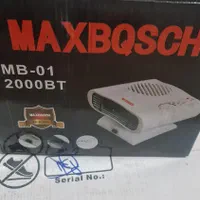 MAXBQSCH
MB-01
2000BT
Serial No.: